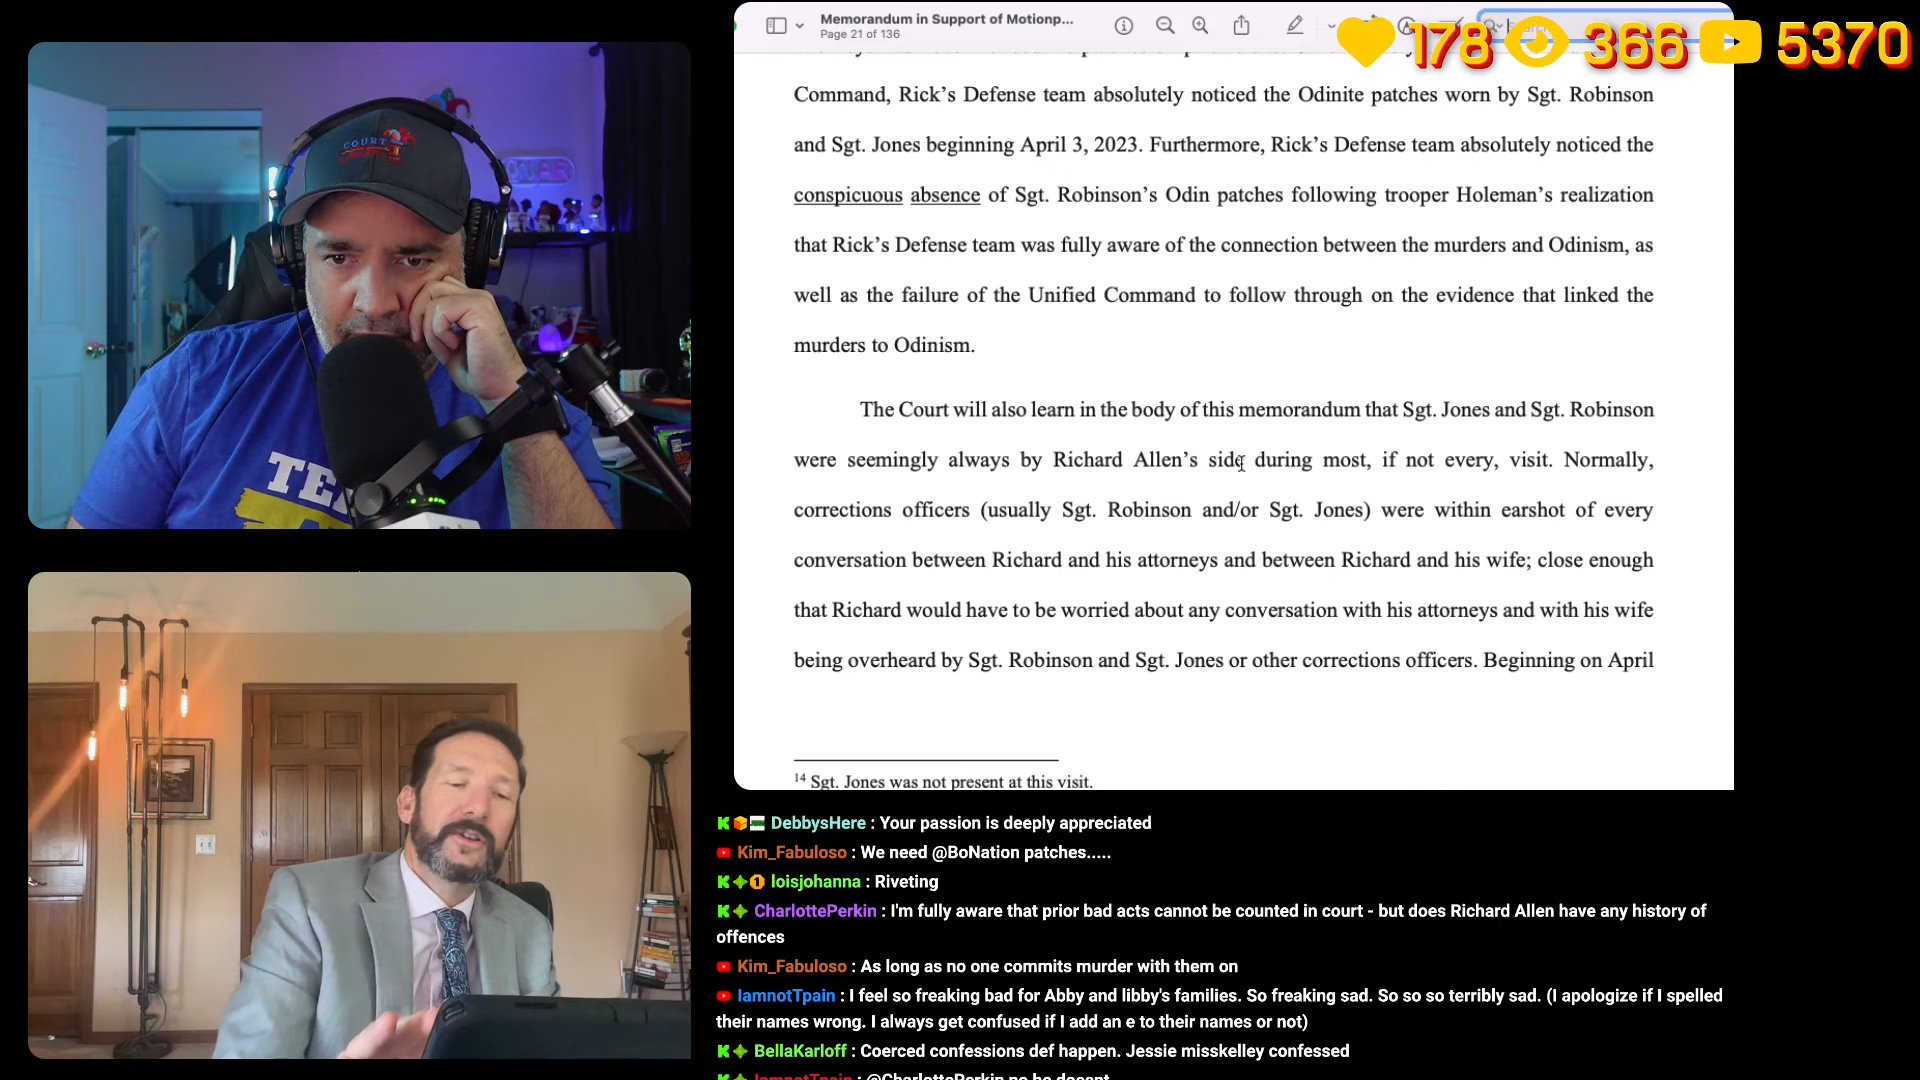 Memorandum in Support of Motionp...
Page 21 of 136
178 366 5370
Command, Rick’s Defense team absolutely noticed the Odinite patches worn by Sgt. Robinson
and Sgt. Jones beginning April 3, 2023. Furthermore, Rick’s Defense team absolutely noticed the
conspicuous absence of Sgt. Robinson’s Odin patches following trooper Holeman’s realization
that Rick’s Defense team was fully aware of the connection between the murders and Odinism, as
well as the failure of the Unified Command to follow through on the evidence that linked the
murders to Odinism.
The Court will also learn in the body of this memorandum that Sgt. Jones and Sgt. Robinson
were seemingly always by Richard Allen’s side during most, if not every, visit. Normally,
corrections officers (usually Sgt. Robinson and/or Sgt. Jones) were within earshot of every
conversation between Richard and his attorneys and between Richard and his wife; close enough
that Richard would have to be worried about any conversation with his attorneys and with his wife
being overheard by Sgt. Robinson and Sgt. Jones or other corrections officers. Beginning on April
14 Sgt. Jones was not present at this visit.
COURT
TE
DebbysHere : Your passion is deeply appreciated
Kim_Fabuloso : We need @BoNation patches.....
loisjohanna : Riveting
CharlottePerkin : I'm fully aware that prior bad acts cannot be counted in court - but does Richard Allen have any history of
offences
Kim_Fabuloso : As long as no one commits murder with them on
IamnotTpain : I feel so freaking bad for Abby and libby's families. So freaking sad. So so so terribly sad. (I apologize if I spelled
their names wrong. I always get confused if I add an e to their names or not)
BellaKarloff : Coerced confessions def happen. Jessie misskelley confessed
IamnotTpain : @CharlottePerkin no he doesnt